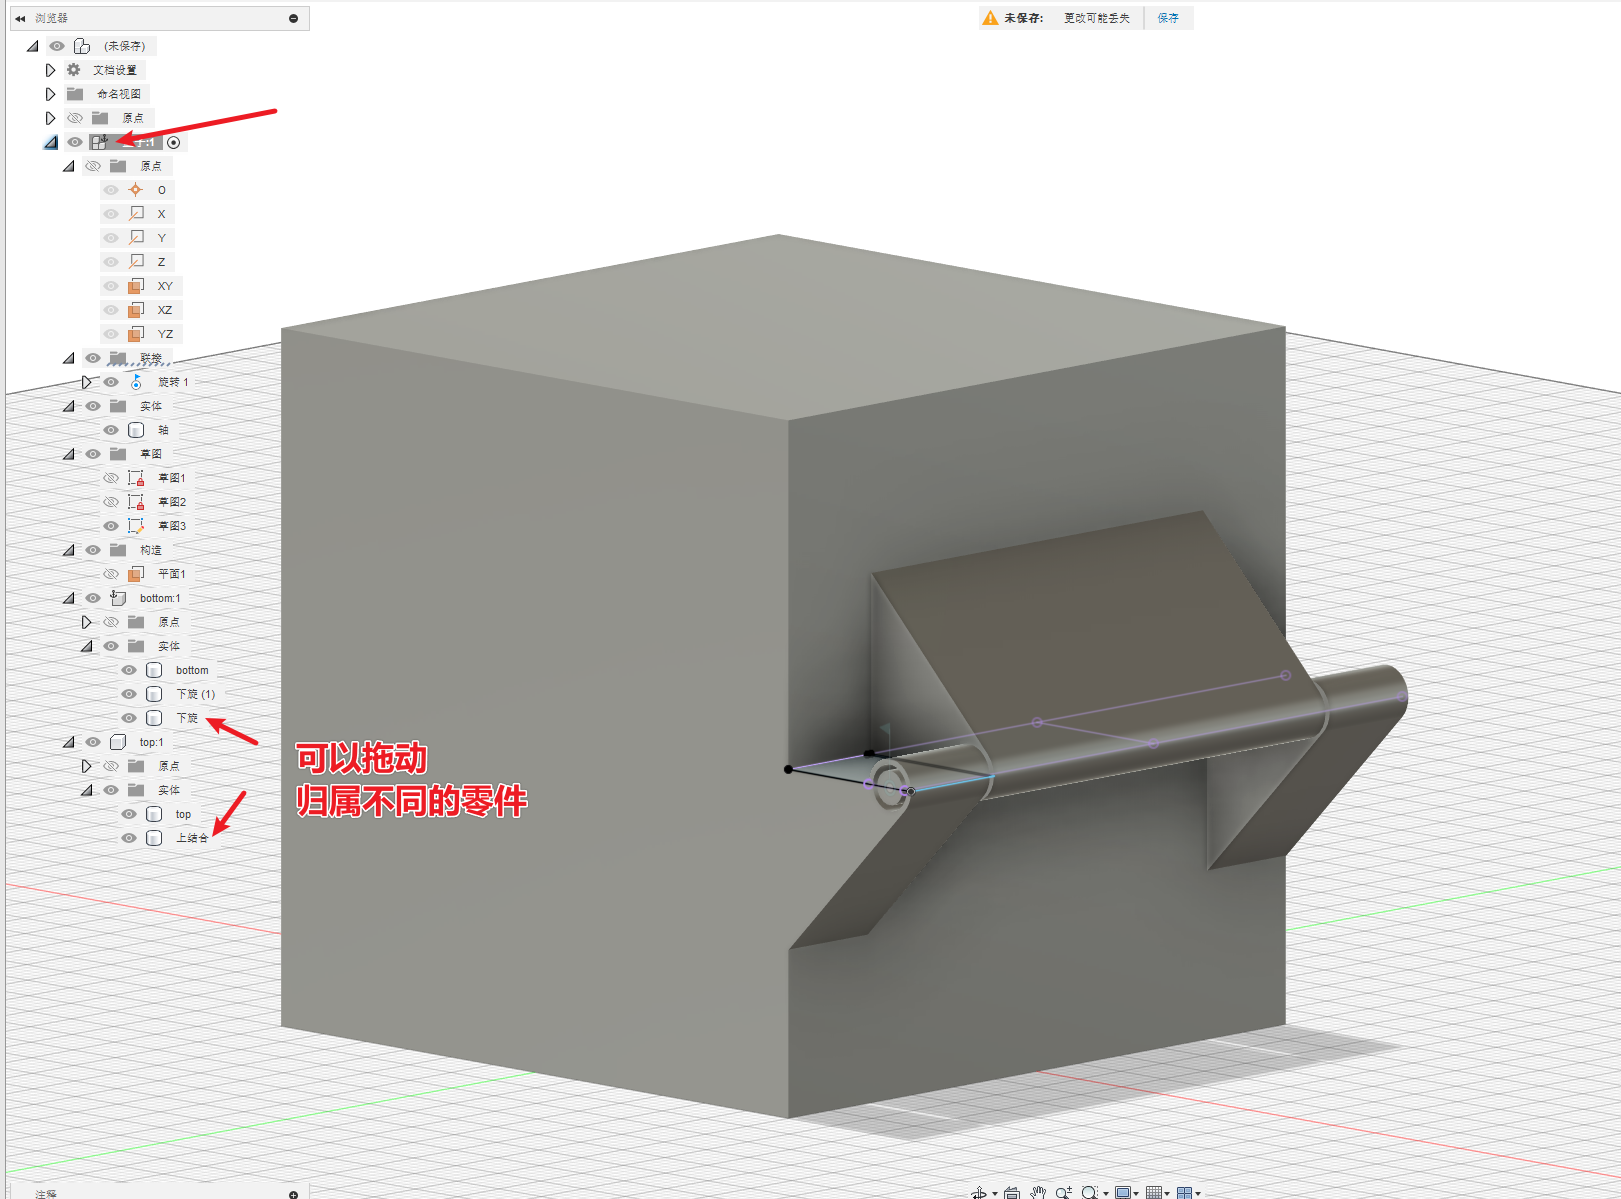 浏览器
未保存: 更改可能丢失 保存
(未保存)
文档设置
命名视图
原点
:1
原点
O
X
Y
Z
XY
XZ
YZ
联接
旋转 1
实体
轴
草图
草图1
草图2
草图3
构造
平面1
bottom:1
原点
实体
bottom
下旋 (1)
下旋
top:1
原点
实体
top
上结合
可以拖动
归属不同的零件
注释